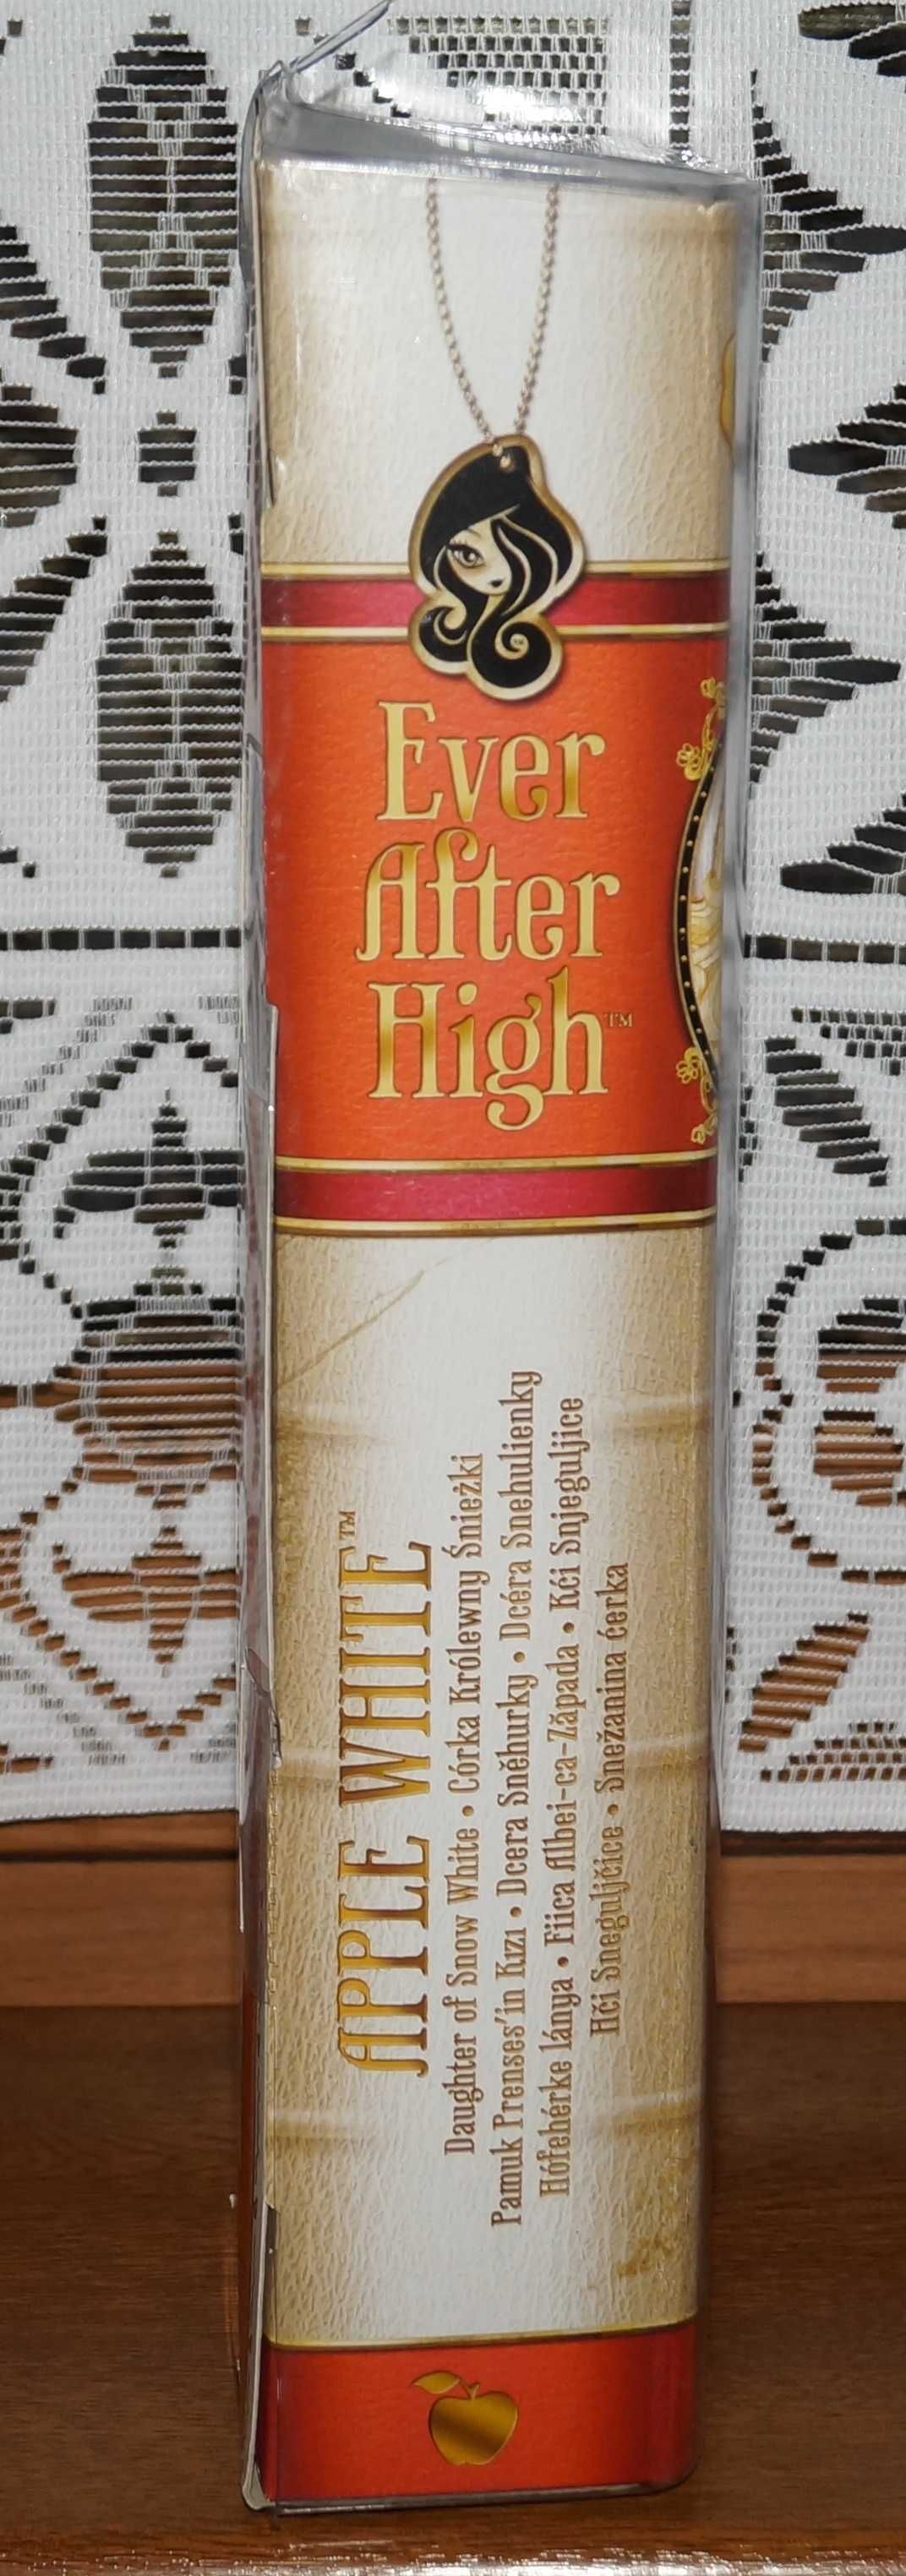 Ever
After
High™
APPLE WHITE™
Daughter of Snow White • Córka Królewny Śnieżki
Pamuk Prenses'in Kızı • Dcera Sněhurky • Dcéra Snehulienky
Hófehérke lánya • Fiica Albei-ca-Zăpada • Kći Snjeguljice
Hči Sneguljčice • Snežanina ćerka